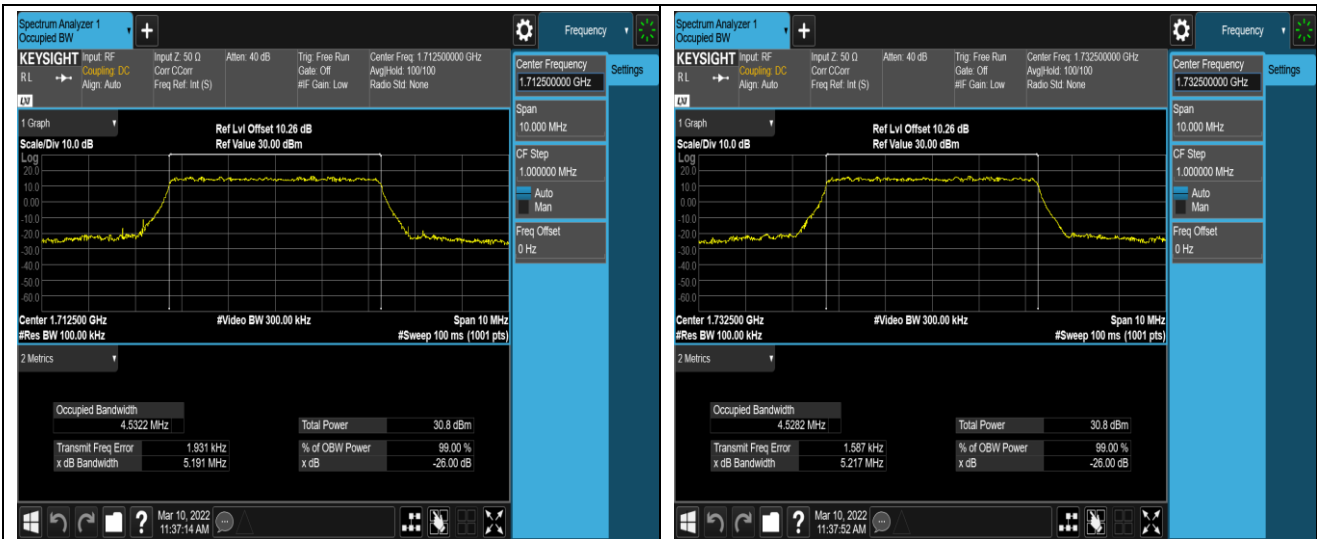 Spectrum Analyzer 1
Occupied BW
+
Frequency
KEYSIGHT Input: RF Input Z: 50 Ω Atten: 40 dB Trig: Free Run Center Freq: 1.712500000 GHz
R L Coupling: DC Corr CCorr Gate: Off Avg|Hold: 100/100
Align: Auto Freq Ref: Int (S) #IF Gain: Low Radio Std: None
LXI
Center Frequency
1.712500000 GHz
Settings
Span
10.000 MHz
CF Step
1.000000 MHz
Auto
Man
Freq Offset
0 Hz
1 Graph
Ref Lvl Offset 10.26 dB
Scale/Div 10.0 dB Ref Value 30.00 dBm
Log
20.0
10.0
0.00
-10.0
-20.0
-30.0
-40.0
-50.0
-60.0
Center 1.712500 GHz #Video BW 300.00 kHz Span 10 MHz
#Res BW 100.00 kHz #Sweep 100 ms (1001 pts)
2 Metrics
Occupied Bandwidth
4.5322 MHz Total Power 30.8 dBm
Transmit Freq Error 1.931 kHz % of OBW Power 99.00 %
x dB Bandwidth 5.191 MHz x dB -26.00 dB
? Mar 10, 2022
11:37:14 AM
Spectrum Analyzer 1
Occupied BW
+
Frequency
KEYSIGHT Input: RF Input Z: 50 Ω Atten: 40 dB Trig: Free Run Center Freq: 1.732500000 GHz
R L Coupling: DC Corr CCorr Gate: Off Avg|Hold: 100/100
Align: Auto Freq Ref: Int (S) #IF Gain: Low Radio Std: None
LXI
Center Frequency
1.732500000 GHz
Settings
Span
10.000 MHz
CF Step
1.000000 MHz
Auto
Man
Freq Offset
0 Hz
1 Graph
Ref Lvl Offset 10.26 dB
Scale/Div 10.0 dB Ref Value 30.00 dBm
Log
20.0
10.0
0.00
-10.0
-20.0
-30.0
-40.0
-50.0
-60.0
Center 1.732500 GHz #Video BW 300.00 kHz Span 10 MHz
#Res BW 100.00 kHz #Sweep 100 ms (1001 pts)
2 Metrics
Occupied Bandwidth
4.5282 MHz Total Power 30.8 dBm
Transmit Freq Error 1.587 kHz % of OBW Power 99.00 %
x dB Bandwidth 5.217 MHz x dB -26.00 dB
? Mar 10, 2022
11:37:52 AM